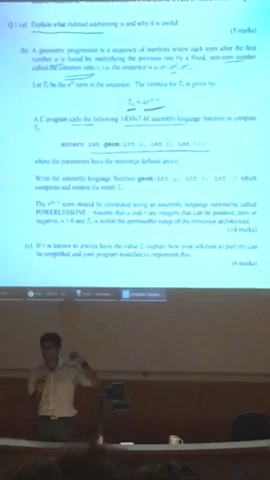 Q.1 (a) Explain what indexed addressing is and why it is useful.
(5 marks)
(b) A geometric progression is a sequence of numbers where each term after the first
number a is found by multiplying the previous one by a fixed, non-zero number
called the common ratio r, i.e. the sequence is a, ar, ar², ar³,
Let Tₙ be the nᵗʰ term in the sequence. The formula for Tₙ is given by
Tₙ = arⁿ⁻¹
A C program calls the following ARMv7-M assembly language function to compute
Tₙ
extern int geom(int a, int r, int n)
where the parameters have the meanings defined above.
Write the assembly language function geom(int a, int r, int n) which
computes and returns the result Tₙ
The term should be calculated using an assembly language subroutine called
Assume that a and r are integers that can be positive, zero or
negative, n > 0 and Tₙ is within the permissible range of the processor architecture
(14 marks)
(c) If r is known to always have the value 2, explain how your solution to part (b) can
be simplified and your program modified to implement this.
(6 marks)